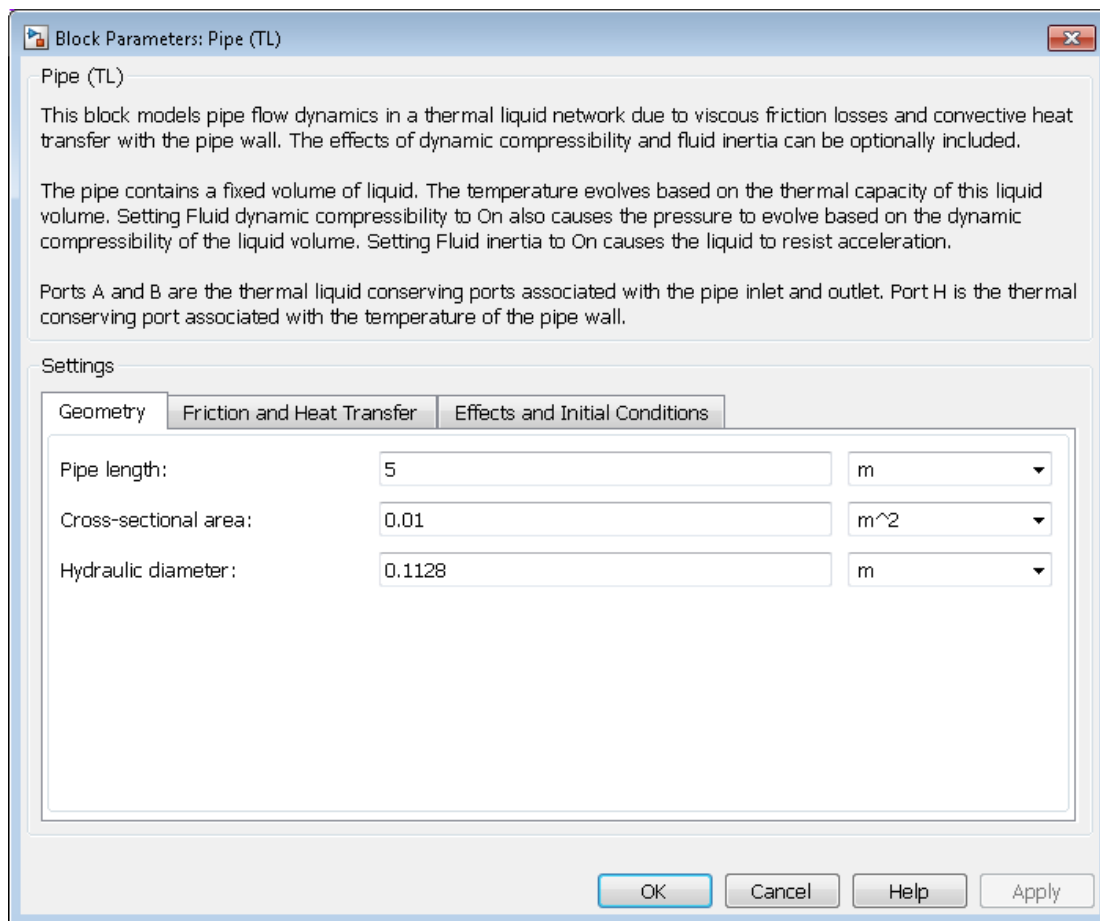 Block Parameters: Pipe (TL)
Pipe (TL)
This block models pipe flow dynamics in a thermal liquid network due to viscous friction losses and convective heat
transfer with the pipe wall. The effects of dynamic compressibility and fluid inertia can be optionally included.
The pipe contains a fixed volume of liquid. The temperature evolves based on the thermal capacity of this liquid
volume. Setting Fluid dynamic compressibility to On also causes the pressure to evolve based on the dynamic
compressibility of the liquid volume. Setting Fluid inertia to On causes the liquid to resist acceleration.
Ports A and B are the thermal liquid conserving ports associated with the pipe inlet and outlet. Port H is the thermal
conserving port associated with the temperature of the pipe wall.
Settings
Geometry Friction and Heat Transfer Effects and Initial Conditions
Pipe length: 5 m
Cross-sectional area: 0.01 m^2
Hydraulic diameter: 0.1128 m
OK Cancel Help Apply